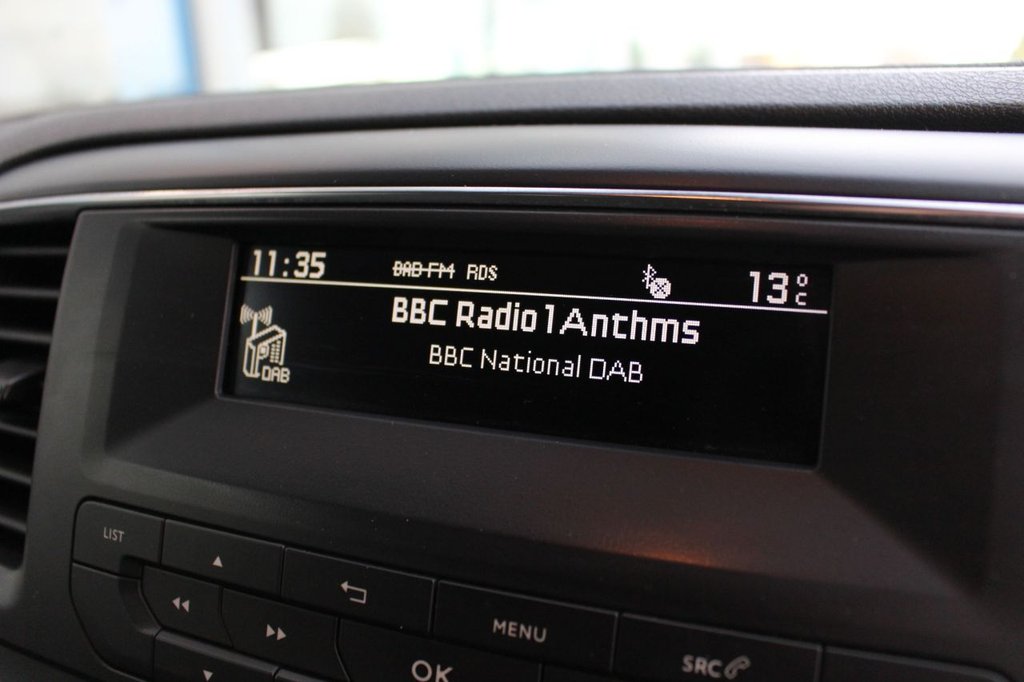 11:35 DAB-FM RDS 13°C
BBC Radio 1 Anthms
BBC National DAB
DAB
LIST
MENU
OK
SRC